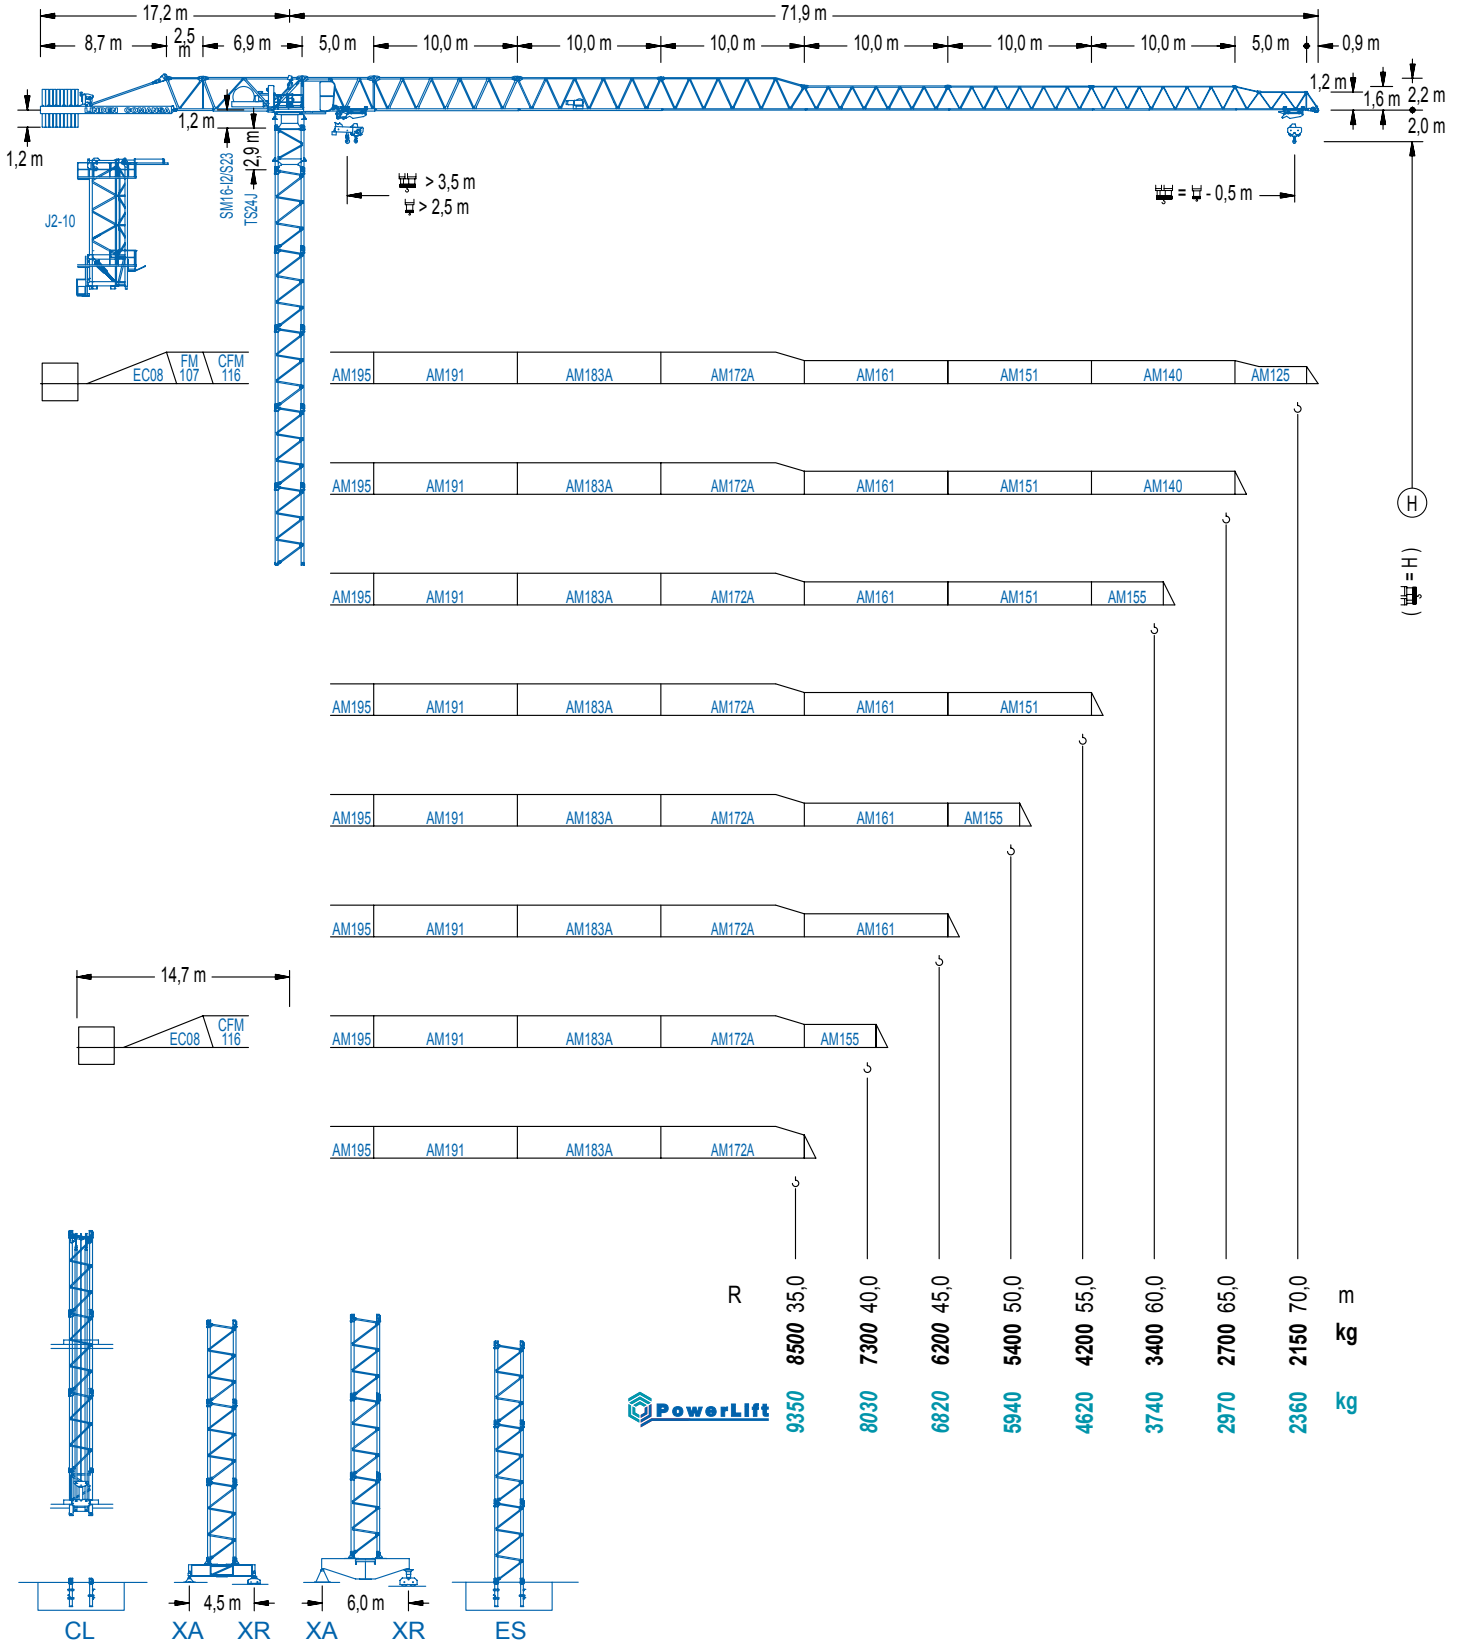 17,2 m 71,9 m
8,7 m 2,5 m 6,9 m 5,0 m 10,0 m 10,0 m 10,0 m 10,0 m 10,0 m 10,0 m 5,0 m 0,9 m
LINDEN COMANSA
1,2 m 1,6 m 2,2 m
1,2 m 2,0 m
1,2 m 2,9 m
SM16-I2/S23
TS24J
J2-10
> 3,5 m
> 2,5 m
= - 0,5 m
EC08 FM 107 CFM 116 AM195 AM191 AM183A AM172A AM161 AM151 AM140 AM125
AM195 AM191 AM183A AM172A AM161 AM151 AM140
H
( H = )
AM195 AM191 AM183A AM172A AM161 AM151 AM155
AM195 AM191 AM183A AM172A AM161 AM151
AM195 AM191 AM183A AM172A AM161 AM155
AM195 AM191 AM183A AM172A AM161
14,7 m
EC08 CFM 116 AM195 AM191 AM183A AM172A AM155
AM195 AM191 AM183A AM172A
R 35,0 40,0 45,0 50,0 55,0 60,0 65,0 70,0 m
8500 7300 6200 5400 4200 3400 2700 2150 kg
PowerLift 9350 8030 6820 5940 4620 3740 2970 2360 kg
4,5 m 6,0 m
CL XA XR XA XR ES